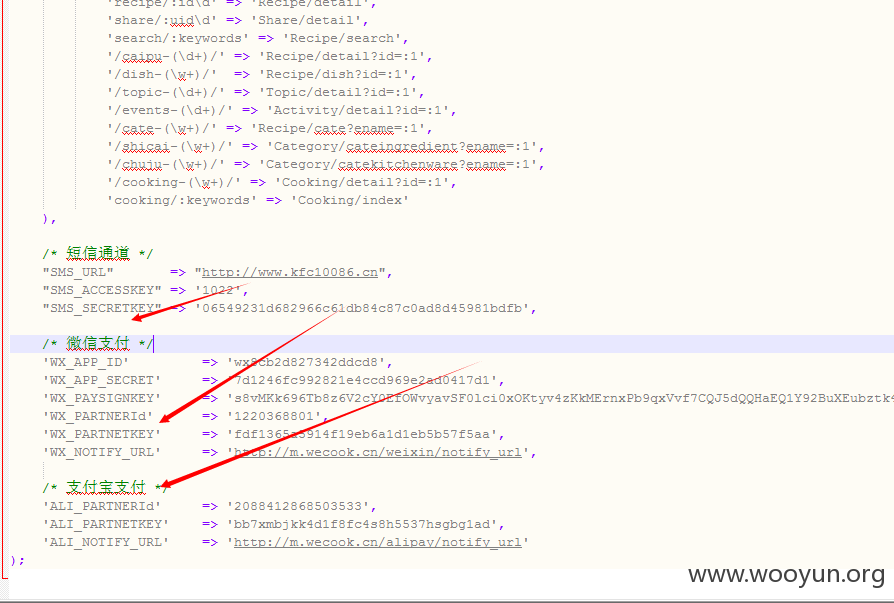 'recipe/:id\d' => 'Recipe/detail',
'share/:uid\d' => 'Share/detail',
'search/:keywords' => 'Recipe/search',
'/caipu-(\d+)/' => 'Recipe/detail?id=:1',
'/dish-(\w+)/' => 'Recipe/dish?id=:1',
'/topic-(\d+)/' => 'Topic/detail?id=:1',
'/events-(\d+)/' => 'Activity/detail?id=:1',
'/cate-(\w+)/' => 'Recipe/cate?ename=:1',
'/shicai-(\w+)/' => 'Category/cateingredient?ename=:1',
'/chuju-(\w+)/' => 'Category/catekitchenware?ename=:1',
'/cooking-(\w+)/' => 'Cooking/detail?id=:1',
'cooking/:keywords' => 'Cooking/index'
),
/* 短信通道 */
"SMS_URL" => "http://www.kfc10086.cn",
"SMS_ACCESSKEY" => '1022',
"SMS_SECRETKEY" => '06549231d682966c61db84c87c0ad8d45981bdfb',
/* 微信支付 */
'WX_APP_ID' =>
'WX_APP_SECRET' => '7d1246fc992821e4ccd969e2ad0417d1',
'WX_PAYSIGNKEY' =>
'WX_PARTNERId' => '1220368801',
'WX_PARTNETKEY' =>
'WX_NOTIFY_URL' => 'http://m.wecook.cn/weixin/notify_url',
/* 支付宝支付 */
'ALI_PARTNERId' => '2088412868503533',
'ALI_PARTNETKEY' => 'bb7xmbjkk4d1f8fc4s8h5537hsgbg1ad',
'ALI_NOTIFY_URL' => 'http://m.wecook.cn/alipay/notify_url'
);
www.wooyun.org